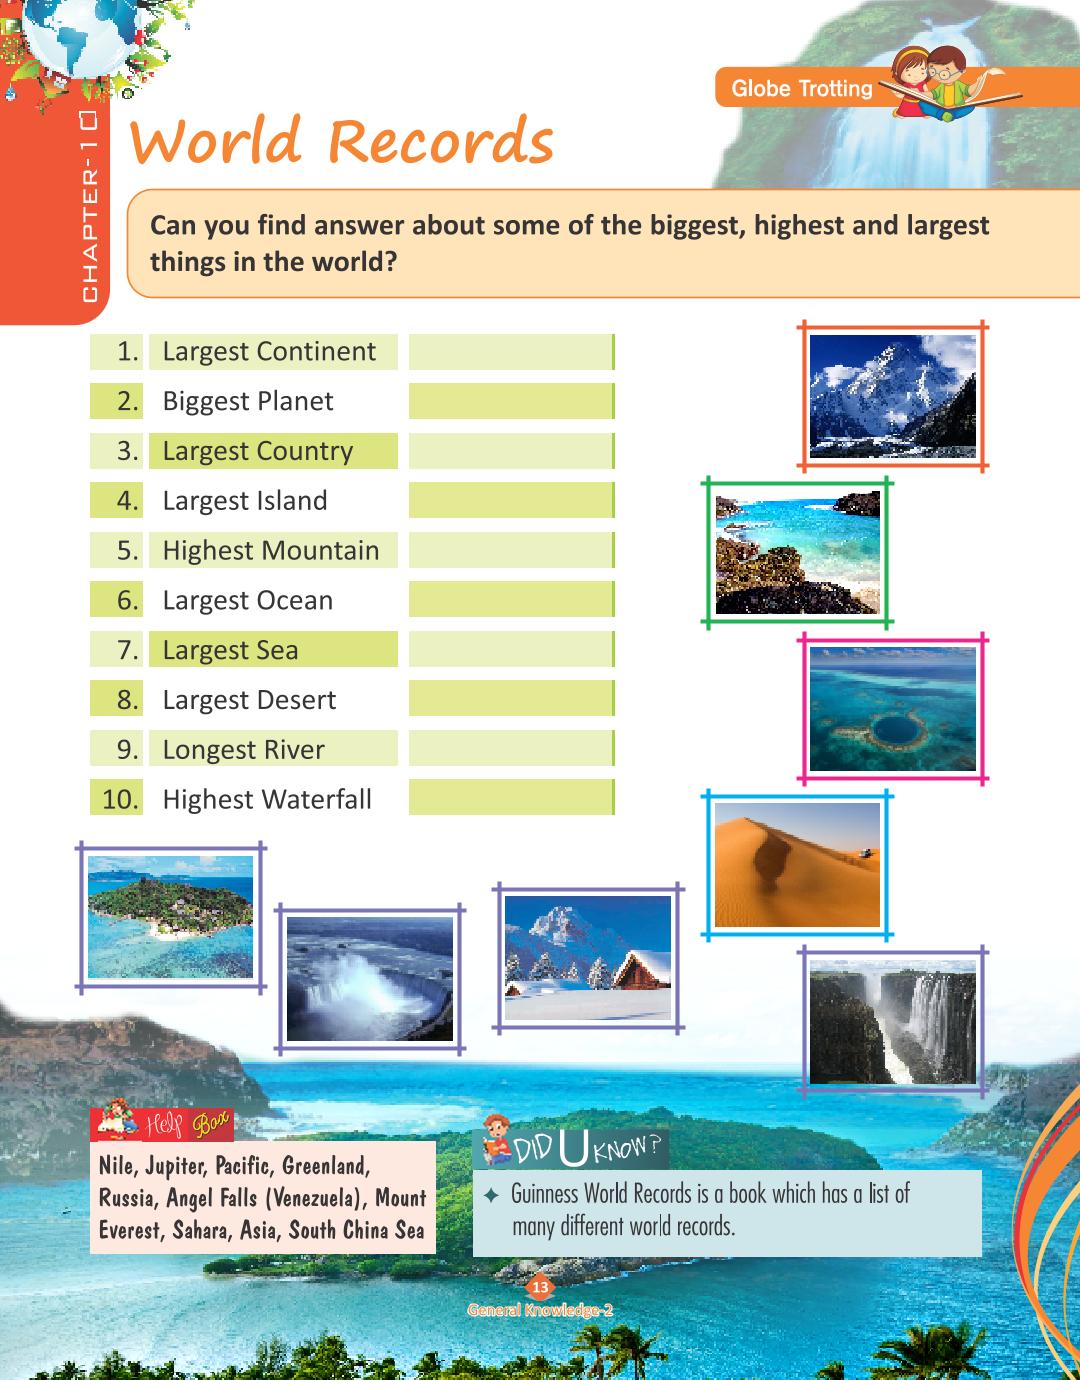 CHAPTER-10
Globe Trotting
World Records
Can you find answer about some of the biggest, highest and largest
things in the world?
1. Largest Continent
2. Biggest Planet
3. Largest Country
4. Largest Island
5. Highest Mountain
6. Largest Ocean
7. Largest Sea
8. Largest Desert
9. Longest River
10. Highest Waterfall
Help Box
Nile, Jupiter, Pacific, Greenland,
Russia, Angel Falls (Venezuela), Mount
Everest, Sahara, Asia, South China Sea
DID U KNOW?
✦ Guinness World Records is a book which has a list of
many different world records.
13
General Knowledge-2